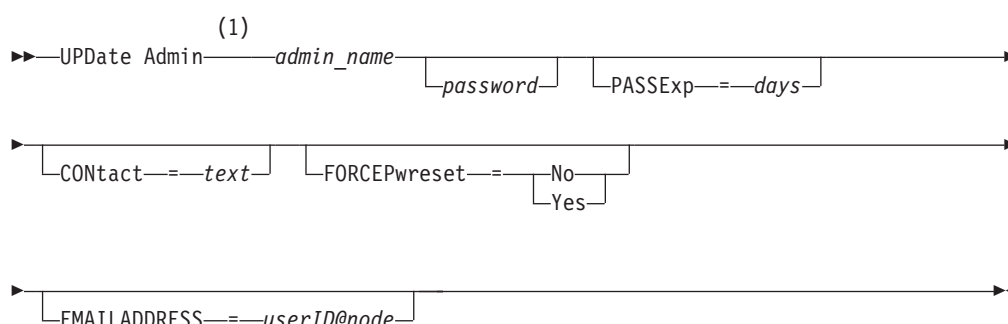 (1)
UPDate Admin admin_name
password PASSExp = days
CONtact = text FORCEPwreset = No
Yes
EMAILADDRESS = userID@node